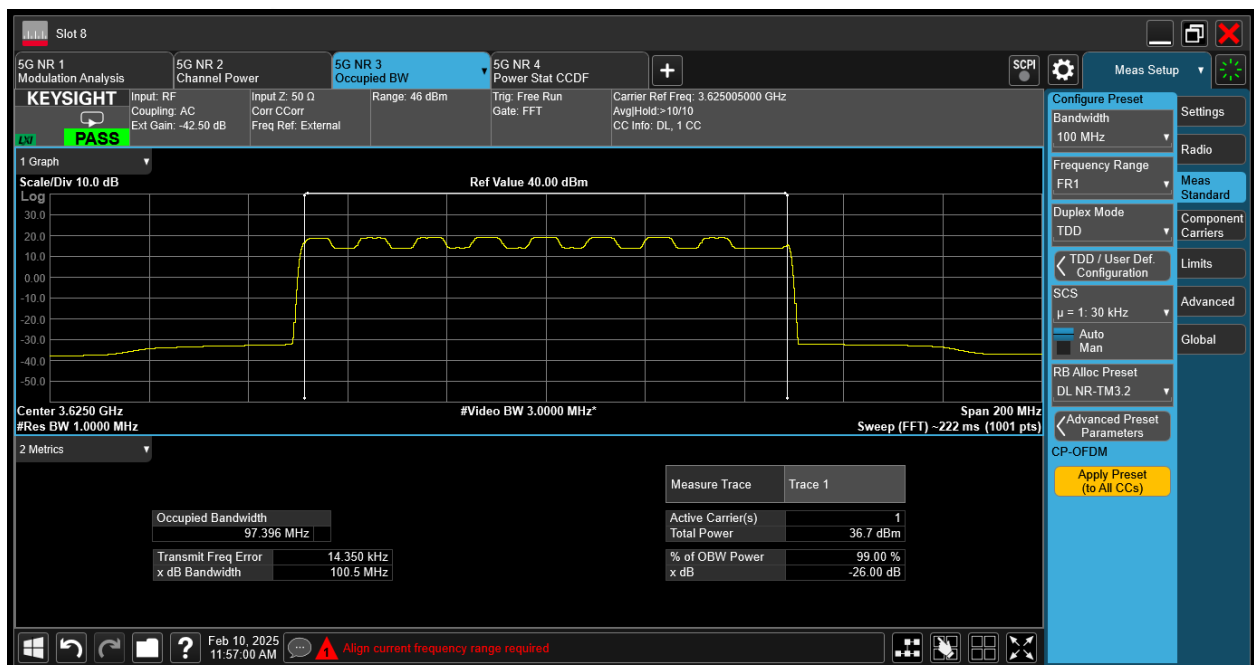 Slot 8
5G NR 1
Modulation Analysis
5G NR 2
Channel Power
5G NR 3
Occupied BW
5G NR 4
Power Stat CCDF
SCPI
Meas Setup
KEYSIGHT
LXI
PASS
Input: RF
Coupling: AC
Ext Gain: -42.50 dB
Input Z: 50 Ω
Corr CCorr
Freq Ref: External
Range: 46 dBm
Trig: Free Run
Gate: FFT
Carrier Ref Freq: 3.625005000 GHz
Avg|Hold:>10/10
CC Info: DL, 1 CC
1 Graph
Scale/Div 10.0 dB
Ref Value 40.00 dBm
Log
30.0
20.0
10.0
0.00
-10.0
-20.0
-30.0
-40.0
-50.0
Center 3.6250 GHz
#Video BW 3.0000 MHz*
Span 200 MHz
#Res BW 1.0000 MHz
Sweep (FFT) ~222 ms (1001 pts)
2 Metrics
Measure Trace Trace 1
Occupied Bandwidth
97.396 MHz
Active Carrier(s) 1
Total Power 36.7 dBm
Transmit Freq Error 14.350 kHz
x dB Bandwidth 100.5 MHz
% of OBW Power 99.00 %
x dB -26.00 dB
Configure Preset
Bandwidth
100 MHz
Frequency Range
FR1
Duplex Mode
TDD
TDD / User Def.
Configuration
SCS
µ = 1: 30 kHz
Auto
Man
RB Alloc Preset
DL NR-TM3.2
Advanced Preset
Parameters
CP-OFDM
Apply Preset
(to All CCs)
Settings
Radio
Meas
Standard
Component
Carriers
Limits
Advanced
Global
?
Feb 10, 2025
11:57:00 AM
1
Align current frequency range required